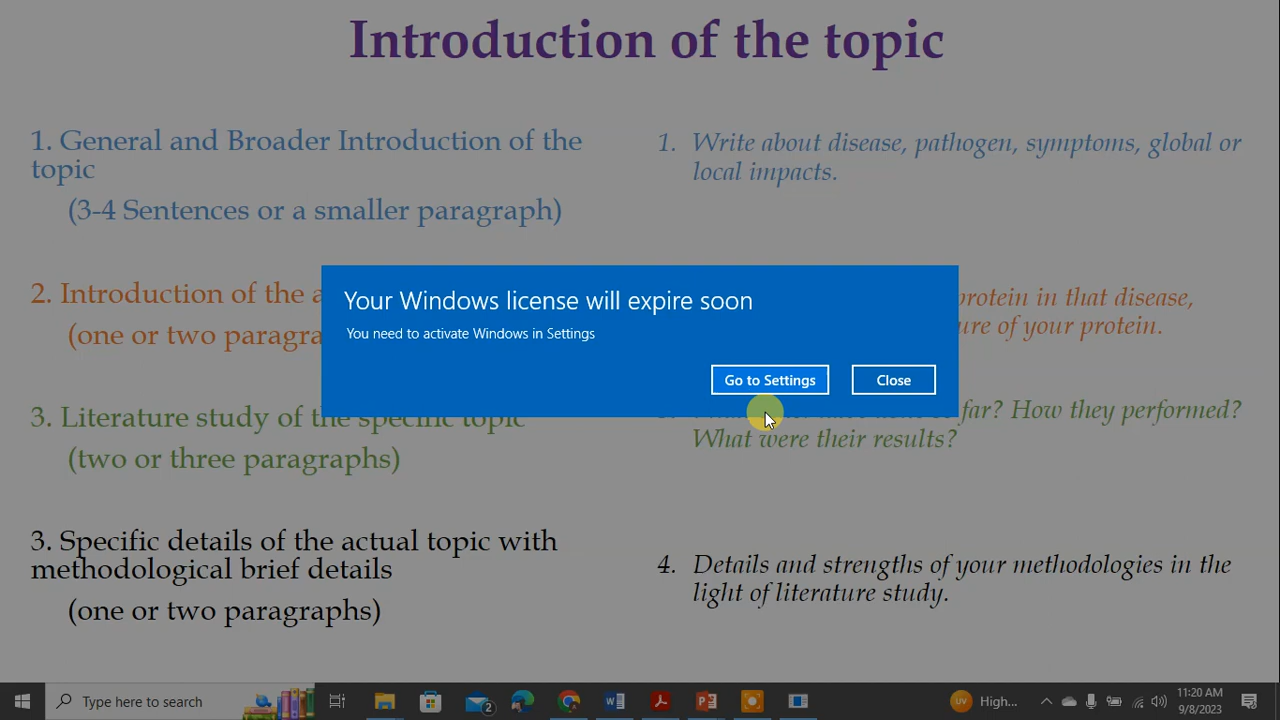 Introduction of the topic
1. General and Broader Introduction of the
topic
(3-4 Sentences or a smaller paragraph)
1. Write about disease, pathogen, symptoms, global or
local impacts.
2. Introduction of the a
(one or two paragra
protein in that disease,
ure of your protein.
Your Windows license will expire soon
You need to activate Windows in Settings
Go to Settings
Close
3. Literature study of the specific topic
(two or three paragraphs)
far? How they performed?
What were their results?
3. Specific details of the actual topic with
methodological brief details
(one or two paragraphs)
4. Details and strengths of your methodologies in the
light of literature study.
Type here to search
2
UV
High...
11:20 AM
9/8/2023